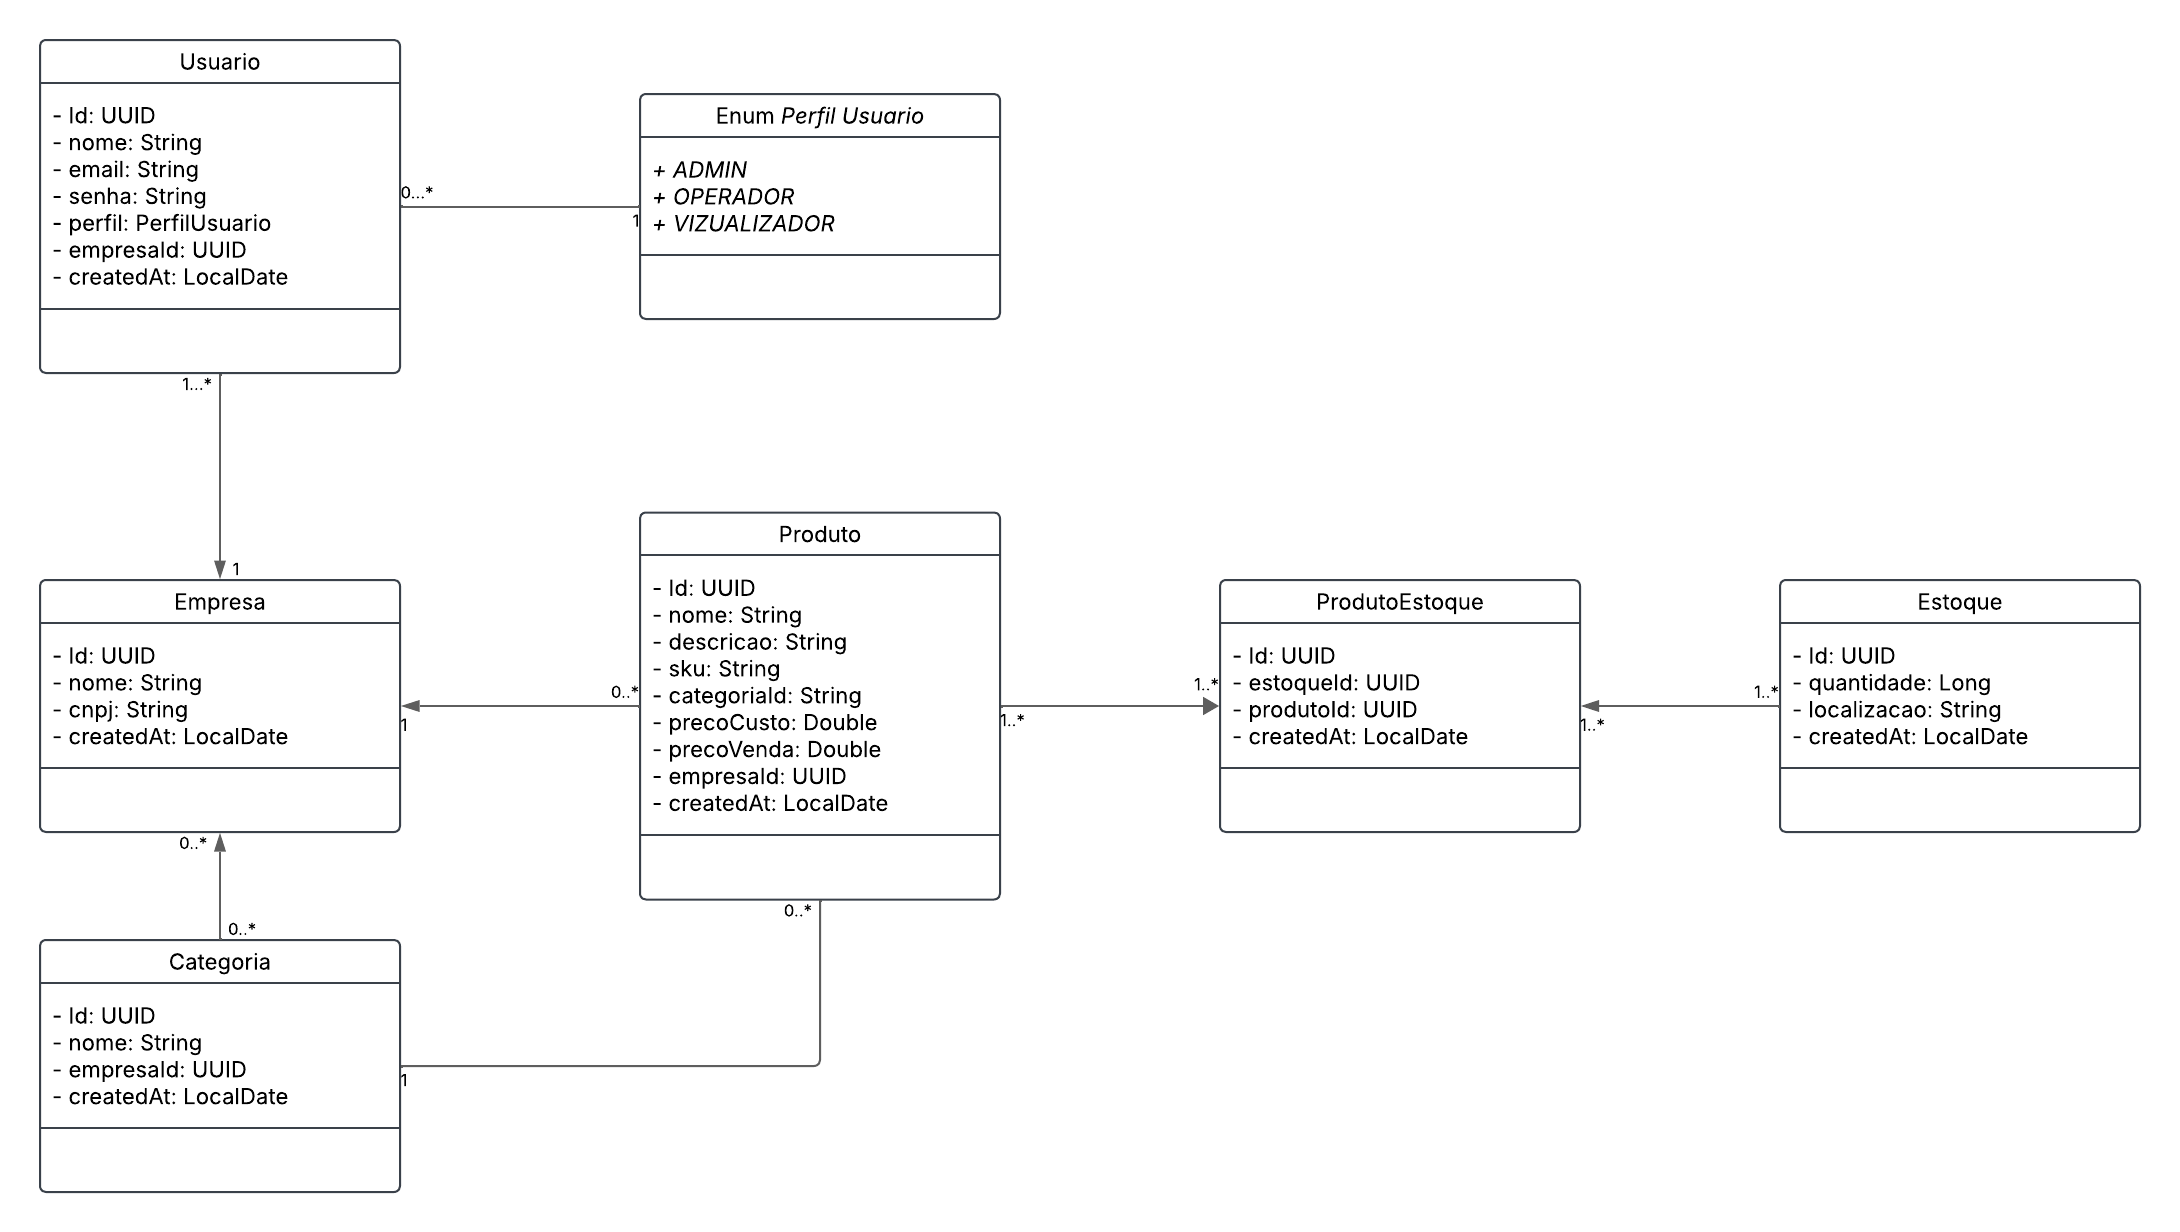 Usuario
- Id: UUID
- nome: String
- email: String
- senha: String
- perfil: PerfilUsuario
- empresaId: UUID
- createdAt: LocalDate
0...*
1
Enum Perfil Usuario
+ ADMIN
+ OPERADOR
+ VIZUALIZADOR
1...*
1
Empresa
- Id: UUID
- nome: String
- cnpj: String
- createdAt: LocalDate
1
0..*
Produto
- Id: UUID
- nome: String
- descricao: String
- sku: String
- categoriaId: String
- precoCusto: Double
- precoVenda: Double
- empresaId: UUID
- createdAt: LocalDate
1..*
1..*
ProdutoEstoque
- Id: UUID
- estoqueId: UUID
- produtoId: UUID
- createdAt: LocalDate
1..*
1..*
Estoque
- Id: UUID
- quantidade: Long
- localizacao: String
- createdAt: LocalDate
0..*
0..*
0..*
1
Categoria
- Id: UUID
- nome: String
- empresaId: UUID
- createdAt: LocalDate